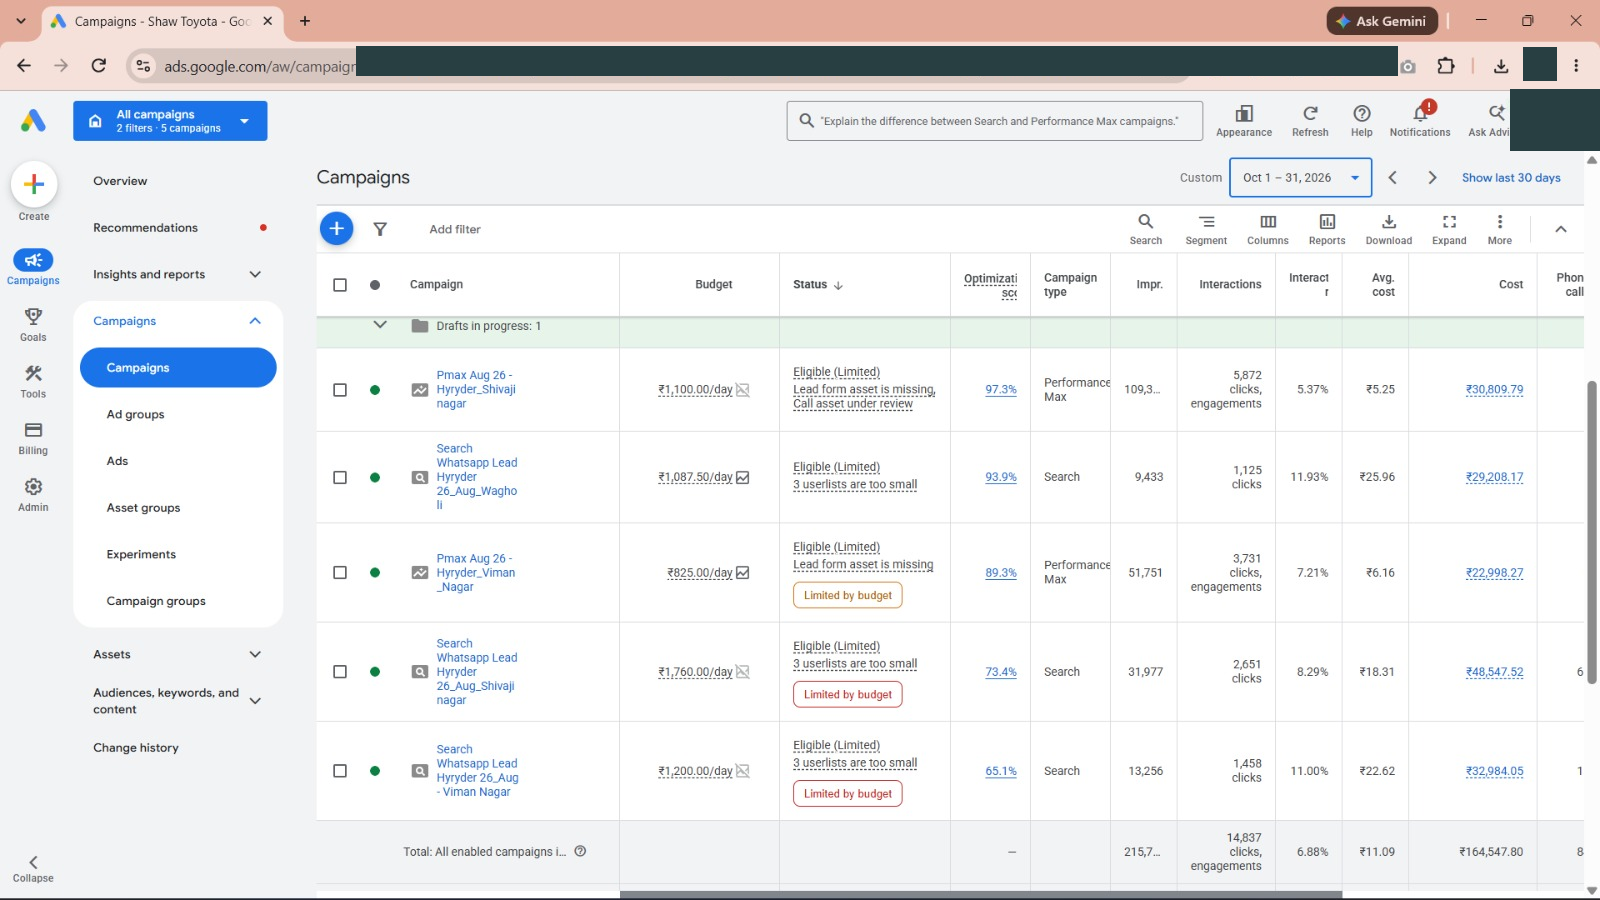 Campaigns - Shaw Toyota - Goo
Ask Gemini
ads.google.com/aw/campaigr
All campaigns
2 filters · 5 campaigns
"Explain the difference between Search and Performance Max campaigns."
Appearance
Refresh
Help
Notifications
Ask Advi
Create
Campaigns
Goals
Tools
Billing
Admin
Collapse
Overview
Recommendations
Insights and reports
Campaigns
Campaigns
Ad groups
Ads
Asset groups
Experiments
Campaign groups
Assets
Audiences, keywords, and
content
Change history
Campaigns
Custom
Oct 1 – 31, 2026
Show last 30 days
Add filter
Search
Segment
Columns
Reports
Download
Expand
More
Campaign
Budget
Status
Optimizati
sco
Campaign
type
Impr.
Interactions
Interact
r
Avg.
cost
Cost
Phon
call
Drafts in progress: 1
Pmax Aug 26 -
Hyryder_Shivaji
nagar
₹1,100.00/day
Eligible (Limited)
Lead form asset is missing,
Call asset under review
97.3%
Performance
Max
109,3...
5,872
clicks,
engagements
5.37%
₹5.25
₹30,809.79
Search
Whatsapp Lead
Hyryder
26_Aug_Wagho
li
₹1,087.50/day
Eligible (Limited)
3 userlists are too small
93.9%
Search
9,433
1,125
clicks
11.93%
₹25.96
₹29,208.17
Pmax Aug 26 -
Hyryder_Viman
_Nagar
₹825.00/day
Eligible (Limited)
Lead form asset is missing
Limited by budget
89.3%
Performance
Max
51,751
3,731
clicks,
engagements
7.21%
₹6.16
₹22,998.27
Search
Whatsapp Lead
Hyryder
26_Aug_Shivaji
nagar
₹1,760.00/day
Eligible (Limited)
3 userlists are too small
Limited by budget
73.4%
Search
31,977
2,651
clicks
8.29%
₹18.31
₹48,547.52
6
Search
Whatsapp Lead
Hyryder 26_Aug
- Viman Nagar
₹1,200.00/day
Eligible (Limited)
3 userlists are too small
Limited by budget
65.1%
Search
13,256
1,458
clicks
11.00%
₹22.62
₹32,984.05
1
Total: All enabled campaigns i...
–
215,7...
14,837
clicks,
engagements
6.88%
₹11.09
₹164,547.80
8